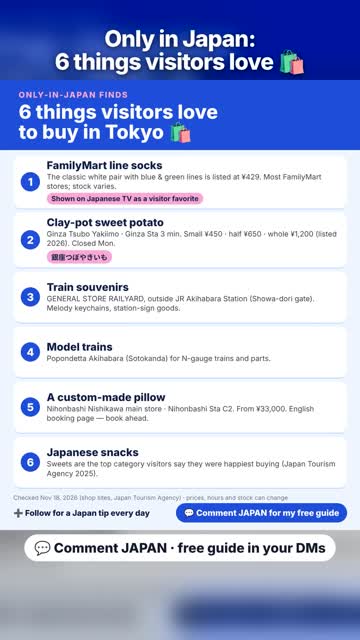 Only in Japan:
6 things visitors love 🛍️
ONLY-IN-JAPAN FINDS
6 things visitors love
to buy in Tokyo 🛍️
1
FamilyMart line socks
The classic white pair with blue & green lines is listed at ¥429. Most FamilyMart
stores; stock varies.
Shown on Japanese TV as a visitor favorite
2
Clay-pot sweet potato
Ginza Tsubo Yakiimo · Ginza Sta 3 min. Small ¥450 · half ¥650 · whole ¥1,200 (listed
2026). Closed Mon.
銀座つぼやきいも
3
Train souvenirs
GENERAL STORE RAILYARD, outside JR Akihabara Station (Showa-dori gate).
Melody keychains, station-sign goods.
4
Model trains
Popondetta Akihabara (Sotokanda) for N-gauge trains and parts.
5
A custom-made pillow
Nihonbashi Nishikawa main store · Nihonbashi Sta C2. From ¥33,000. English
booking page — book ahead.
6
Japanese snacks
Sweets are the top category visitors say they were happiest buying (Japan Tourism
Agency 2025).
Checked Nov 18, 2026 (shop sites, Japan Tourism Agency) · prices, hours and stock can change
➕ Follow for a Japan tip every day
💬 Comment JAPAN for my free guide
💬 Comment JAPAN · free guide in your DMs